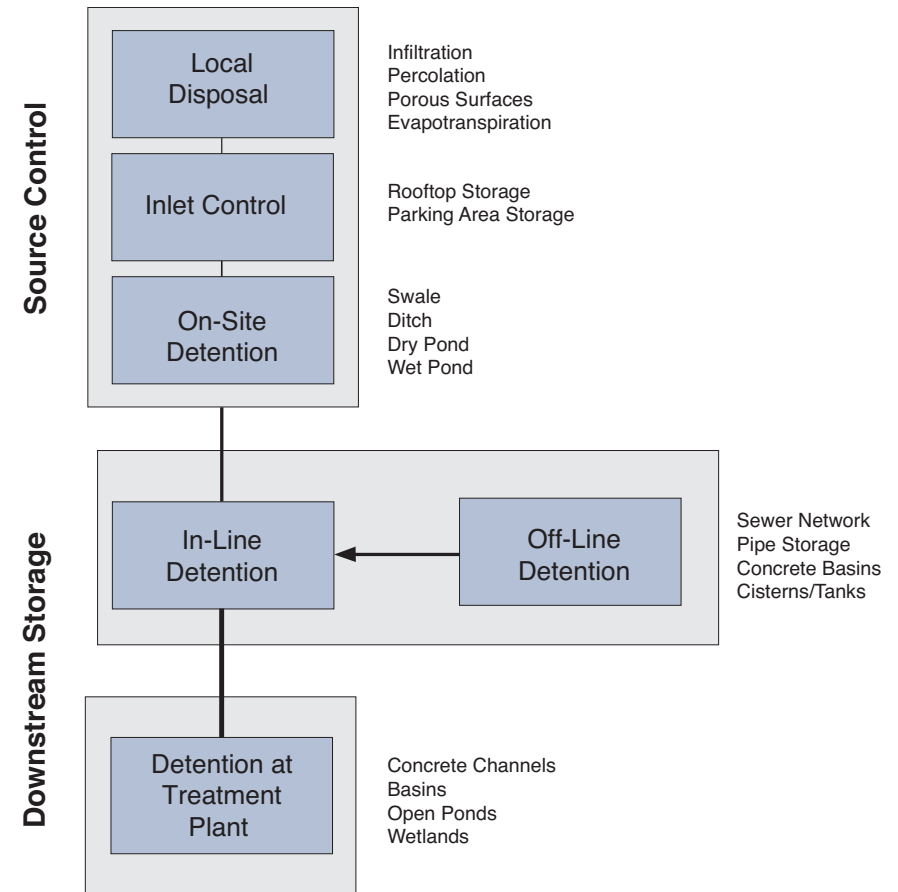 Source Control
Local
Disposal
Infiltration
Percolation
Porous Surfaces
Evapotranspiration
Inlet Control
Rooftop Storage
Parking Area Storage
On-Site
Detention
Swale
Ditch
Dry Pond
Wet Pond
Downstream Storage
In-Line
Detention
Off-Line
Detention
Sewer Network
Pipe Storage
Concrete Basins
Cisterns/Tanks
Detention at
Treatment
Plant
Concrete Channels
Basins
Open Ponds
Wetlands